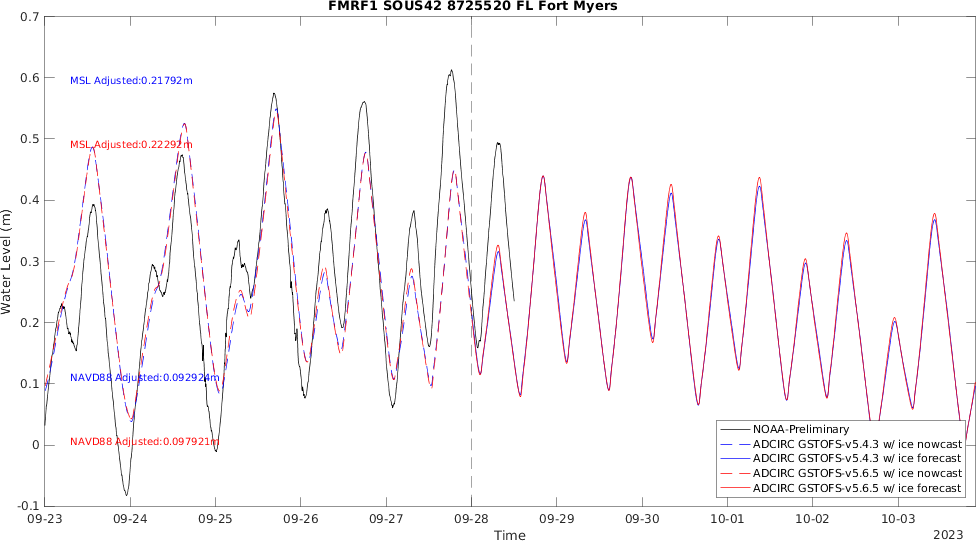 FMRF1 SOUS42 8725520 FL Fort Myers
0.7
0.6
0.5
0.4
0.3
0.2
0.1
0
-0.1
Water Level (m)
MSL Adjusted:0.21792m
MSL Adjusted:0.22292m
NAVD88 Adjusted:0.092924m
NAVD88 Adjusted:0.097921m
NOAA-Preliminary
ADCIRC GSTOFS-v5.4.3 w/ ice nowcast
ADCIRC GSTOFS-v5.4.3 w/ ice forecast
ADCIRC GSTOFS-v5.6.5 w/ ice nowcast
ADCIRC GSTOFS-v5.6.5 w/ ice forecast
09-23 09-24 09-25 09-26 09-27 09-28 09-29 09-30 10-01 10-02 10-03
Time
2023